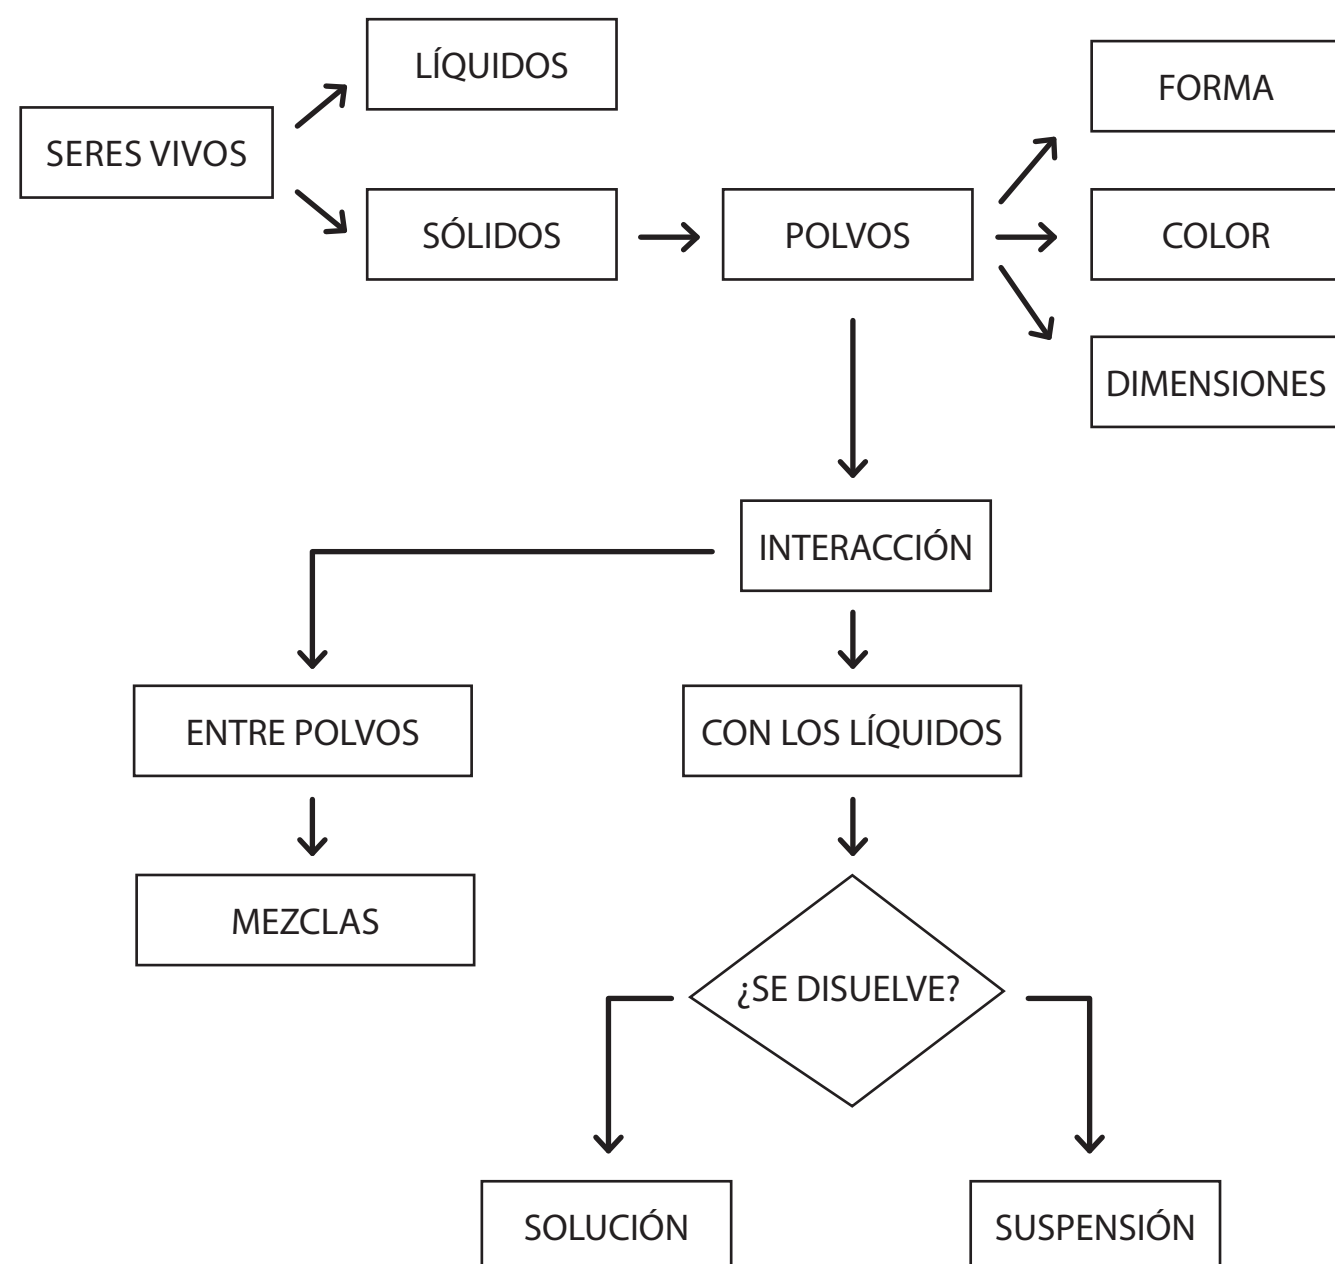 LÍQUIDOS
FORMA
SERES VIVOS
SÓLIDOS
POLVOS
COLOR
DIMENSIONES
INTERACCIÓN
ENTRE POLVOS
CON LOS LÍQUIDOS
MEZCLAS
¿SE DISUELVE?
SOLUCIÓN
SUSPENSIÓN